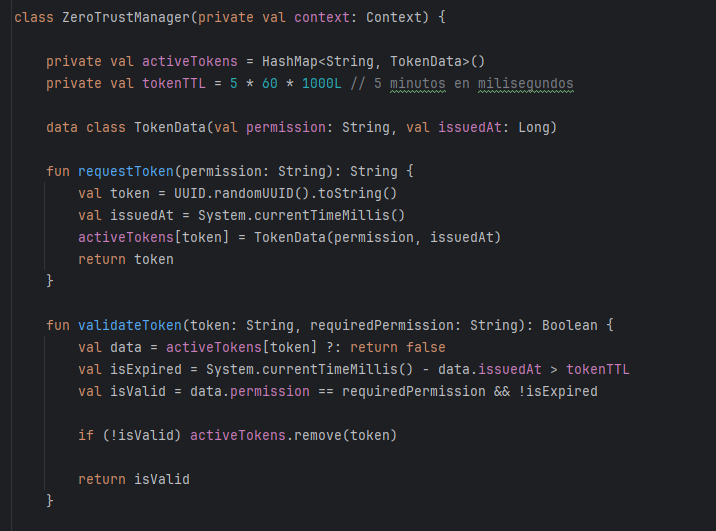 class ZeroTrustManager(private val context: Context) {
private val activeTokens = HashMap<String, TokenData>()
private val tokenTTL = 5 * 60 * 1000L // 5 minutos en milisegundos
data class TokenData(val permission: String, val issuedAt: Long)
fun requestToken(permission: String): String {
val token = UUID.randomUUID().toString()
val issuedAt = System.currentTimeMillis()
activeTokens[token] = TokenData(permission, issuedAt)
return token
}
fun validateToken(token: String, requiredPermission: String): Boolean {
val data = activeTokens[token] ?: return false
val isExpired = System.currentTimeMillis() - data.issuedAt > tokenTTL
val isValid = data.permission == requiredPermission && !isExpired
if (!isValid) activeTokens.remove(token)
return isValid
}